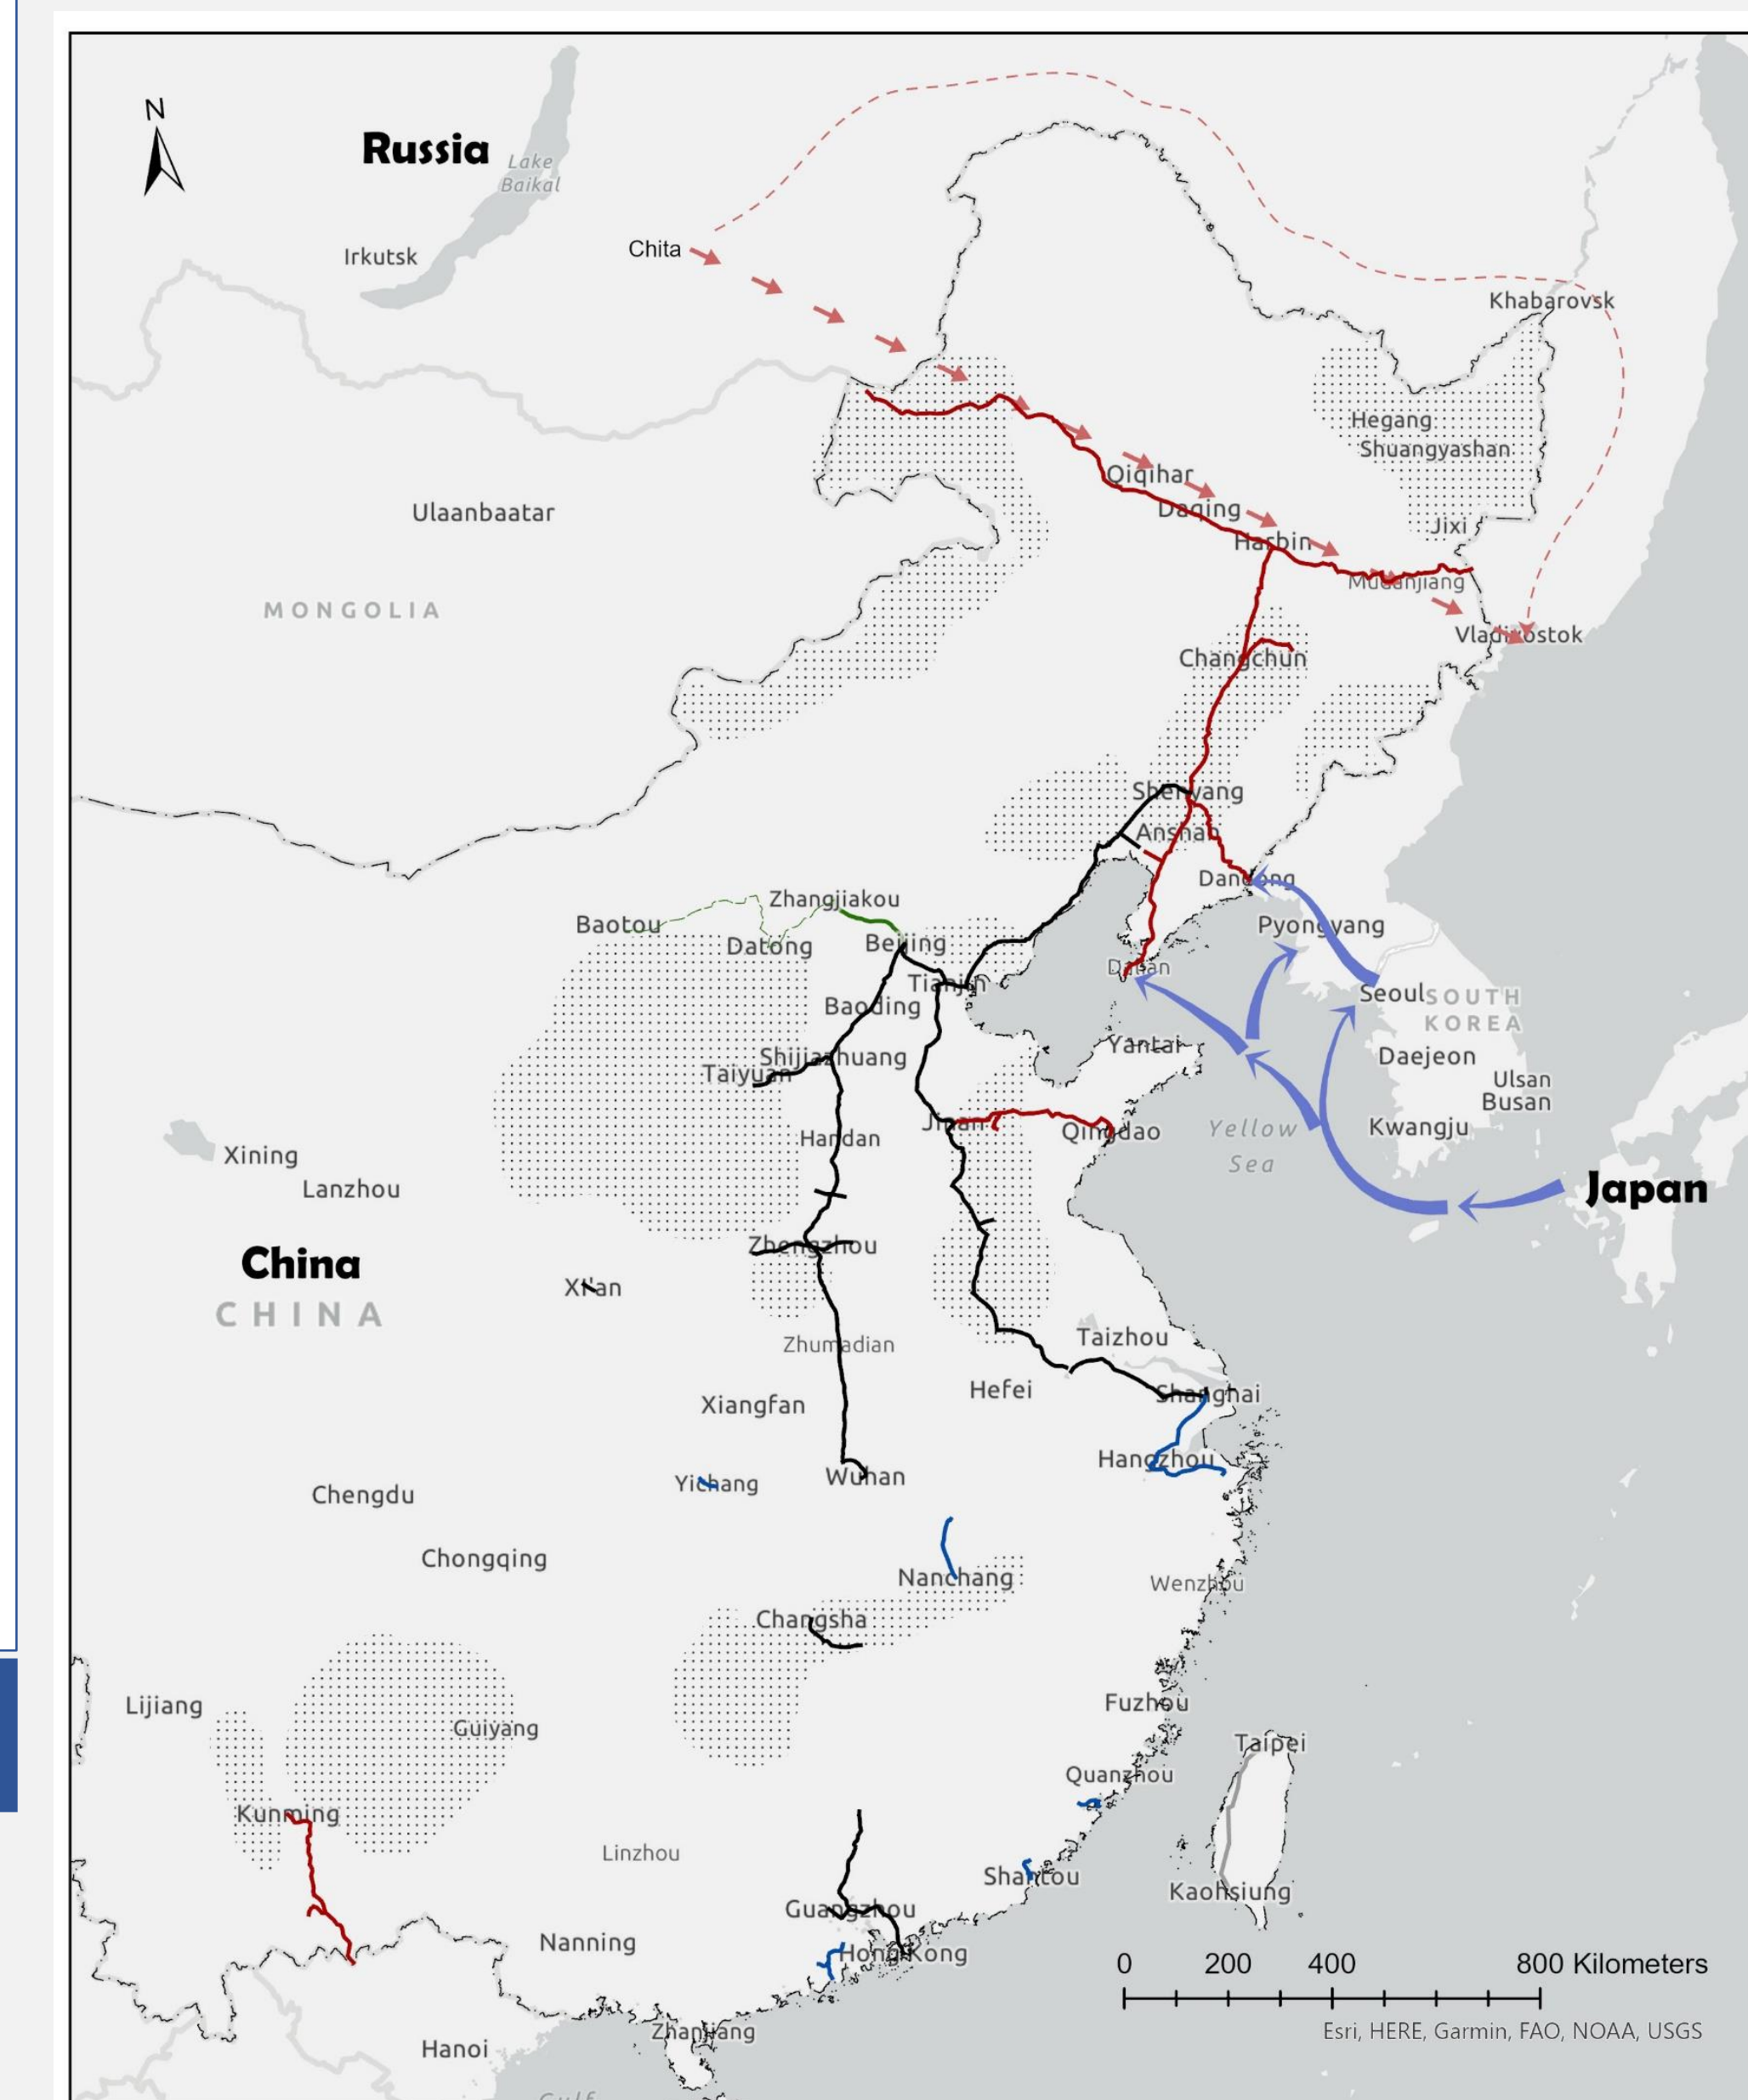 N
Russia
Lake
Baikal
Irkutsk
Chita
Khabarovsk
Hegang
Shuangyashan
Qiqihar
Ulaanbaatar
Daqing
Jixi
Harbin
Mudanjiang
MONGOLIA
Vladivostok
Changchun
Shenyang
Anshan
Dandong
Zhangjiakou
Baotou
Pyongyang
Datong
Beijing
Dalian
Tianjin
Seoul
SOUTH
KOREA
Baoding
Yantai
Shijiazhuang
Daejeon
Taiyuan
Ulsan
Busan
Jinan
Qingdao
Yellow
Sea
Kwangju
Handan
Xining
Lanzhou
Japan
Zhengzhou
China
Xi'an
CHINA
Taizhou
Zhumadian
Hefei
Shanghai
Xiangfan
Hangzhou
Wuhan
Yichang
Chengdu
Chongqing
Nanchang
Wenzhou
Changsha
Lijiang
Fuzhou
Guiyang
Taipei
Quanzhou
Kunming
Linzhou
Shantou
Kaohsiung
Guangzhou
Nanning
Hong Kong
0 200 400 800 Kilometers
Esri, HERE, Garmin, FAO, NOAA, USGS
Zhanjiang
Hanoi
Gulf